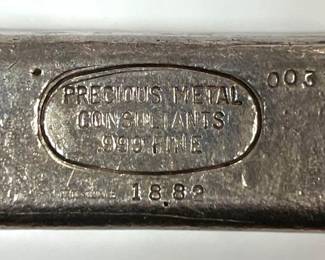 003
PRECIOUS METAL
CONSULTANTS
.999 FINE
18.82